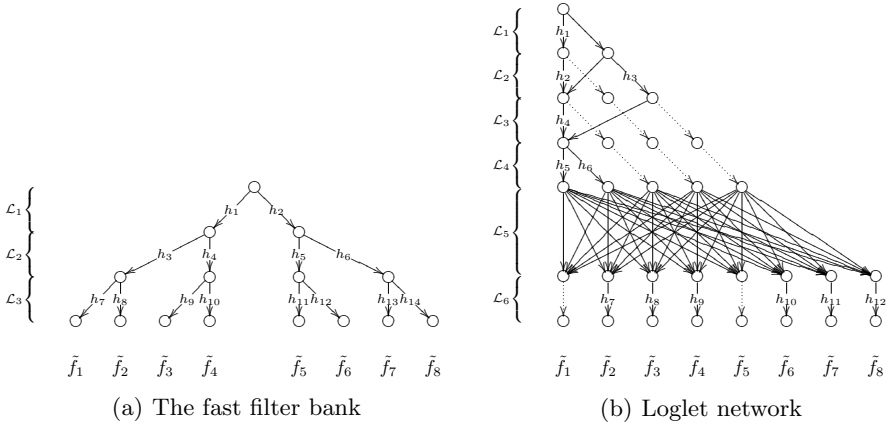 h₁
ℒ₁ {
h₂ h₃
ℒ₂ {
h₄
ℒ₃ {
h₅ h₆
ℒ₄ {
ℒ₁ {
h₁ h₂
ℒ₂ {
h₃ h₄ h₅ h₆
ℒ₅ {
ℒ₃ {
h₇ h₈ h₉ h₁₀ h₁₁ h₁₂ h₁₃ h₁₄
ℒ₆ {
h₇ h₈ h₉ h₁₀ h₁₁ h₁₂
f̃₁ f̃₂ f̃₃ f̃₄ f̃₅ f̃₆ f̃₇ f̃₈
f̃₁ f̃₂ f̃₃ f̃₄ f̃₅ f̃₆ f̃₇ f̃₈
(a) The fast filter bank
(b) Loglet network